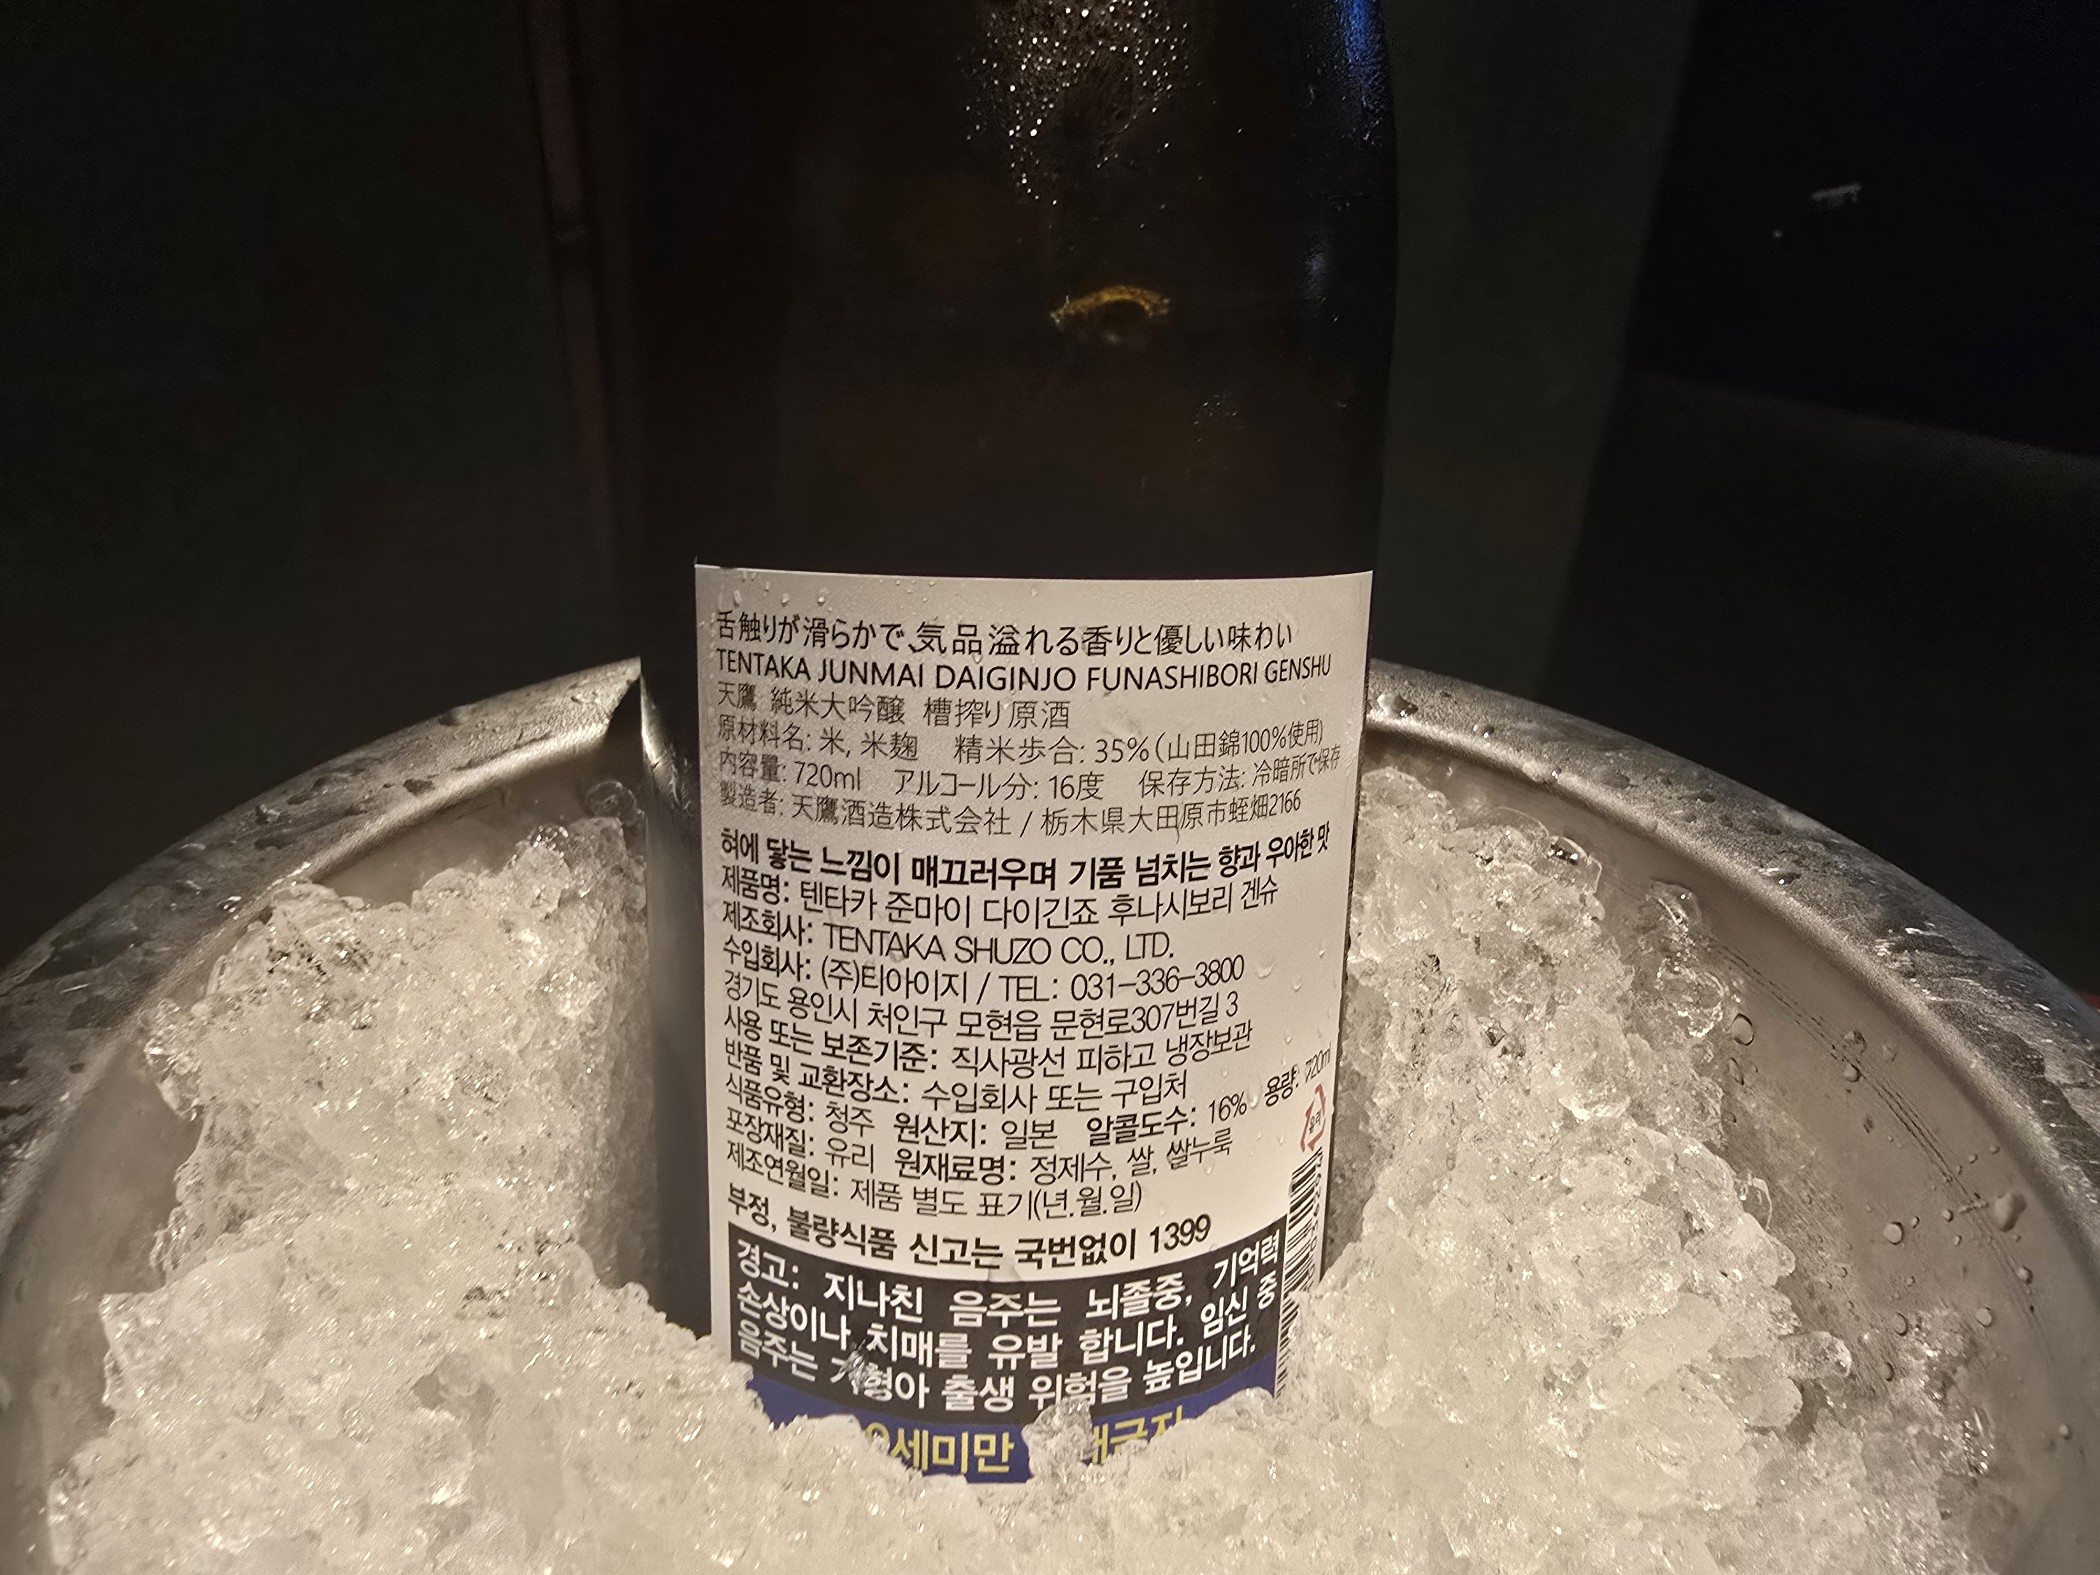 舌触りが滑らかで、気品溢れる香りと優しい味わい
TENTAKA JUNMAI DAIGINJO FUNASHIBORI GENSHU
天鷹 純米大吟醸 槽搾り原酒
原材料名: 米, 米麹 精米歩合: 35%(山田錦100%使用)
内容量: 720ml アルコール分: 16度 保存方法: 冷暗所で保存
製造者: 天鷹酒造株式会社 / 栃木県大田原市蛭畑2166
혀에 닿는 느낌이 매끄러우며 기품 넘치는 향과 우아한 맛
제품명: 텐타카 준마이 다이긴죠 후나시보리 겐슈
제조회사: TENTAKA SHUZO CO., LTD.
수입회사: (주)티아이지 / TEL: 031-336-3800
경기도 용인시 처인구 모현읍 문현로307번길 3
사용 또는 보존기준: 직사광선 피하고 냉장보관
반품 및 교환장소: 수입회사 또는 구입처
식품유형: 청주 원산지: 일본 알콜도수: 16% 용량: 720ml
포장재질: 유리 원재료명: 정제수, 쌀, 쌀누룩
제조연월일: 제품 별도 표기(년.월.일)
부정, 불량식품 신고는 국번없이 1399
경고: 지나친 음주는 뇌졸중, 기억력
손상이나 치매를 유발 합니다. 임신 중
음주는 기형아 출생 위험을 높입니다.
세미만